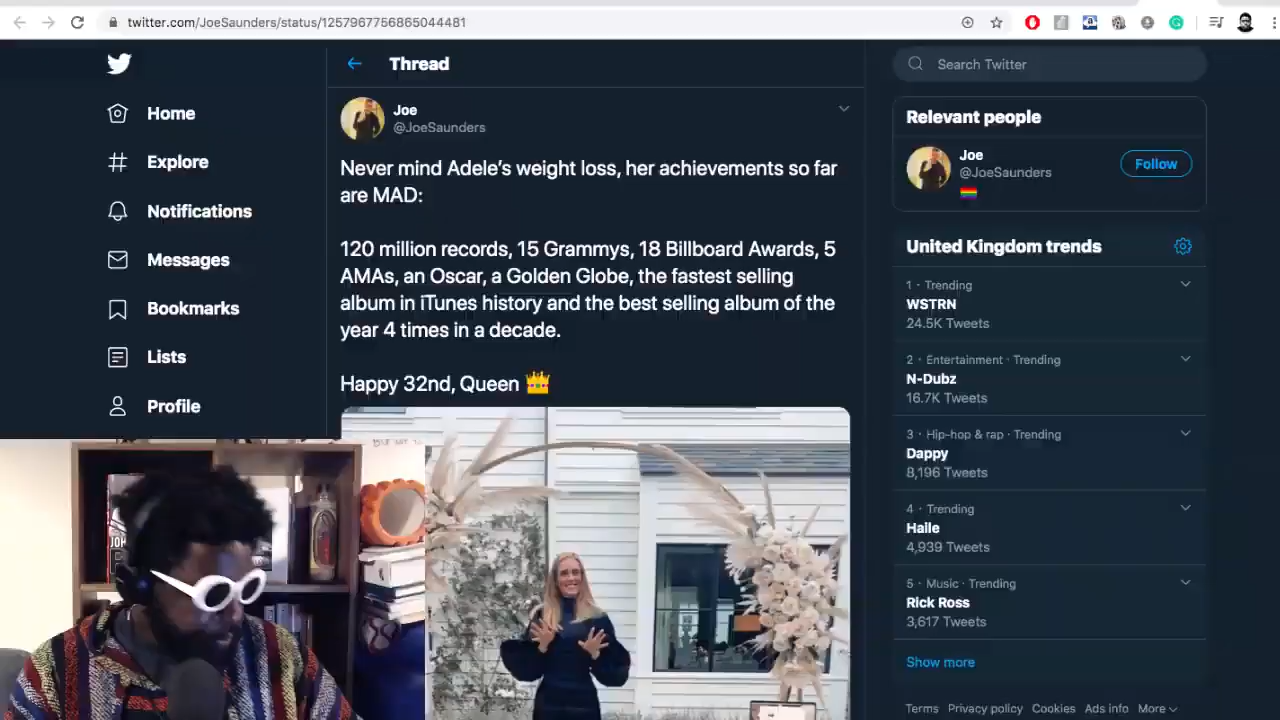 twitter.com/JoeSaunders/status/1257967756865044481
Home
Explore
Notifications
Messages
Bookmarks
Lists
Profile
Thread
Joe
@JoeSaunders
Never mind Adele's weight loss, her achievements so far
are MAD:
120 million records, 15 Grammys, 18 Billboard Awards, 5
AMAs, an Oscar, a Golden Globe, the fastest selling
album in iTunes history and the best selling album of the
year 4 times in a decade.
Happy 32nd, Queen 👑
Search Twitter
Relevant people
Joe
@JoeSaunders
🏳️‍🌈
Follow
United Kingdom trends
1 · Trending
WSTRN
24.5K Tweets
2 · Entertainment · Trending
N-Dubz
16.7K Tweets
3 · Hip-hop & rap · Trending
Dappy
8,196 Tweets
4 · Trending
Haile
4,939 Tweets
5 · Music · Trending
Rick Ross
3,617 Tweets
Show more
Terms Privacy policy Cookies Ads info More